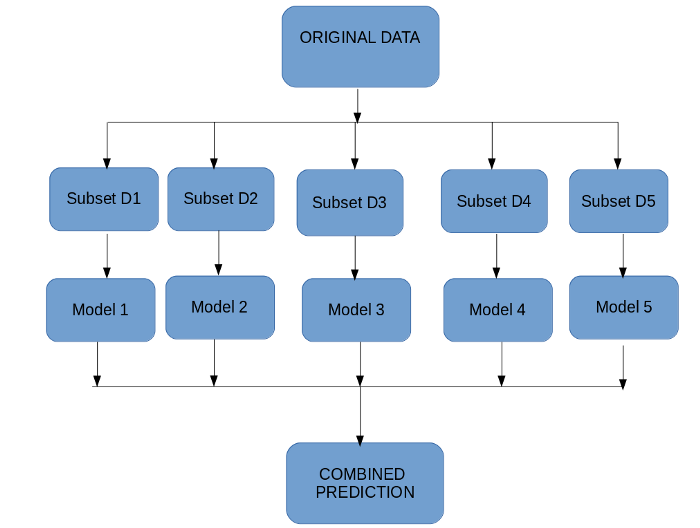 ORIGINAL DATA
Subset D1
Subset D2
Subset D3
Subset D4
Subset D5
Model 1
Model 2
Model 3
Model 4
Model 5
COMBINED
PREDICTION